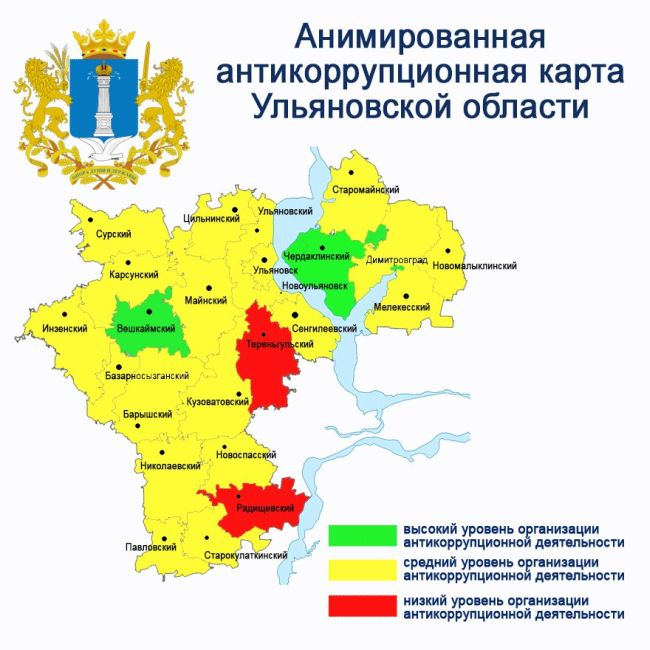 Анимированная
антикоррупционная карта
Ульяновской области
Старомайнский
Цильнинский
Ульяновский
Сурский
Чердаклинский
Ульяновск
Димитровград
Новомалыклинский
Карсунский
Майнский
Новоульяновск
Мелекесский
Инзенский
Вешкаймский
Сенгилеевский
Тереньгульский
Базарносызганский
Кузоватовский
Барышский
Новоспасский
Николаевский
Радищевский
Павловский
Старокулаткинский
высокий уровень организации
антикоррупционной деятельности
средний уровень организации
антикоррупционной деятельности
низкий уровень организации
антикоррупционной деятельности